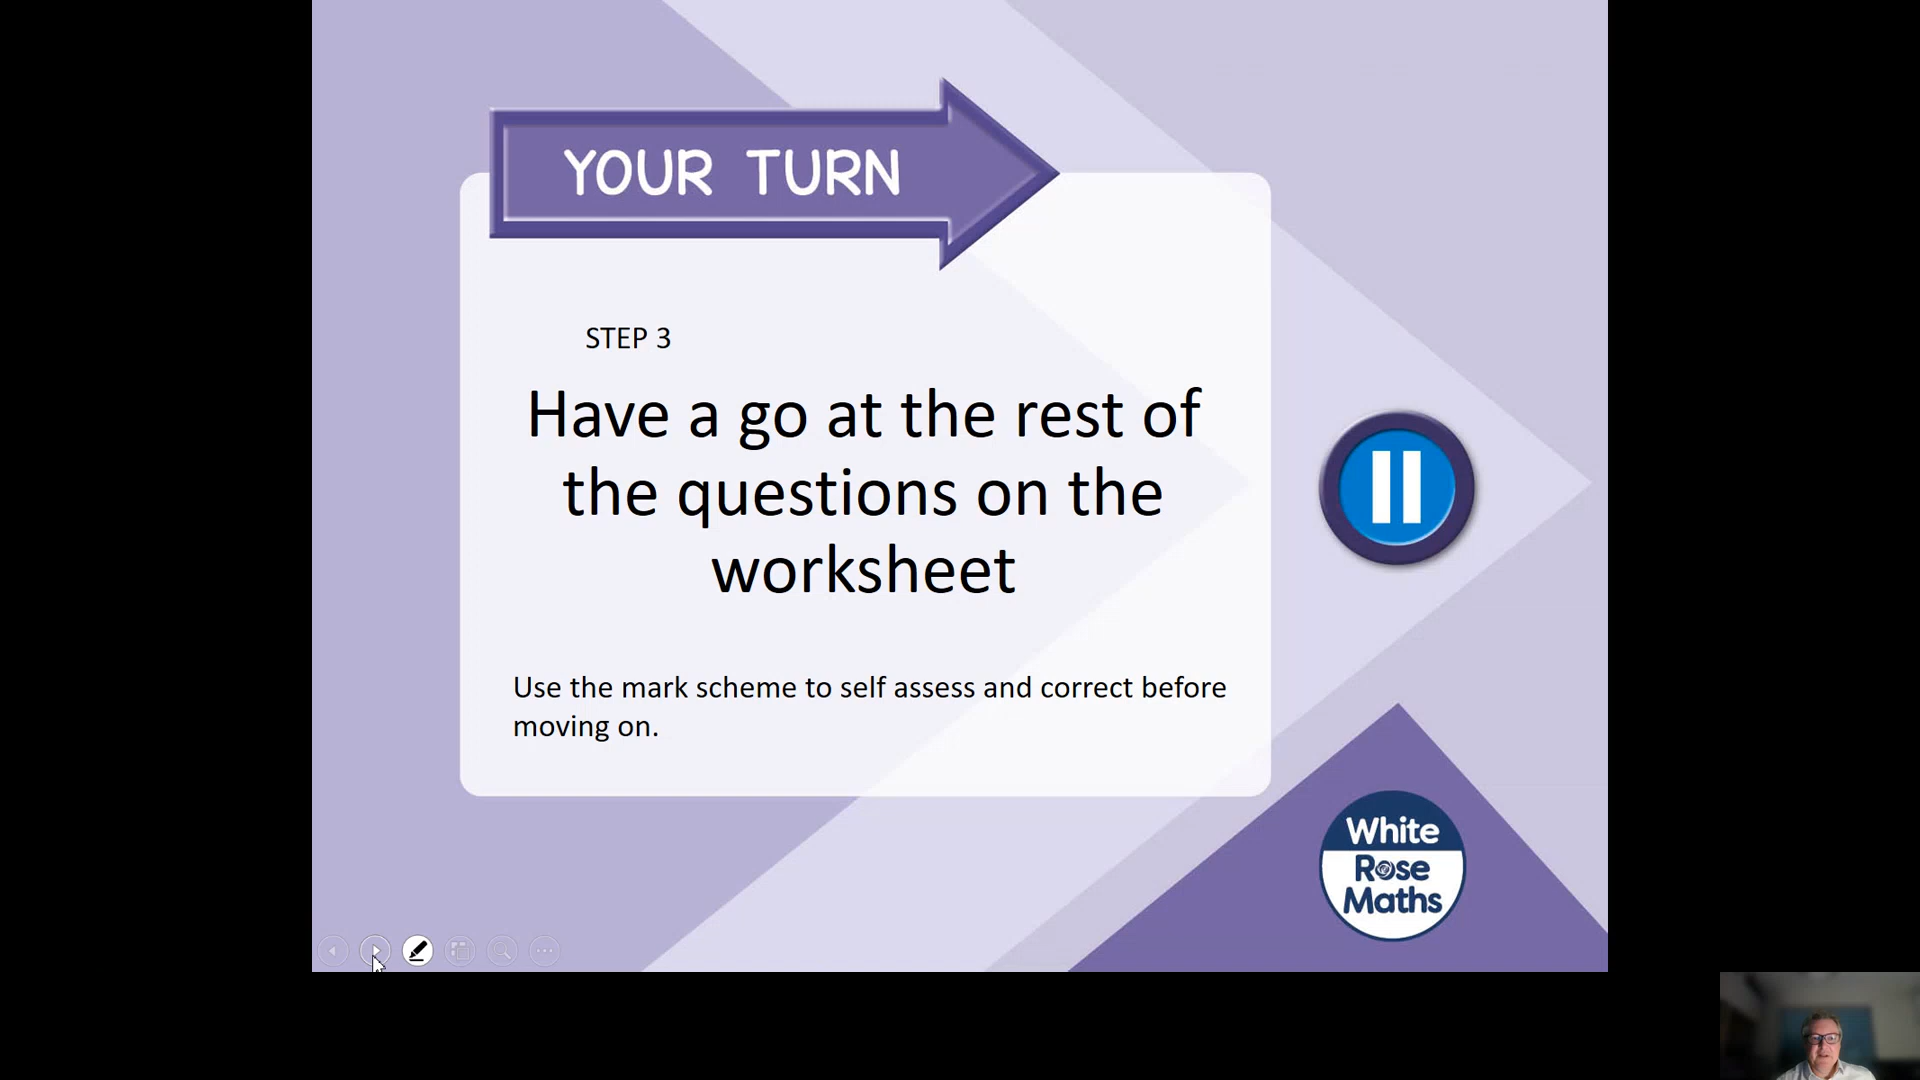 YOUR TURN
STEP 3
Have a go at the rest of
the questions on the
worksheet
Use the mark scheme to self assess and correct before
moving on.
White
Rose
Maths